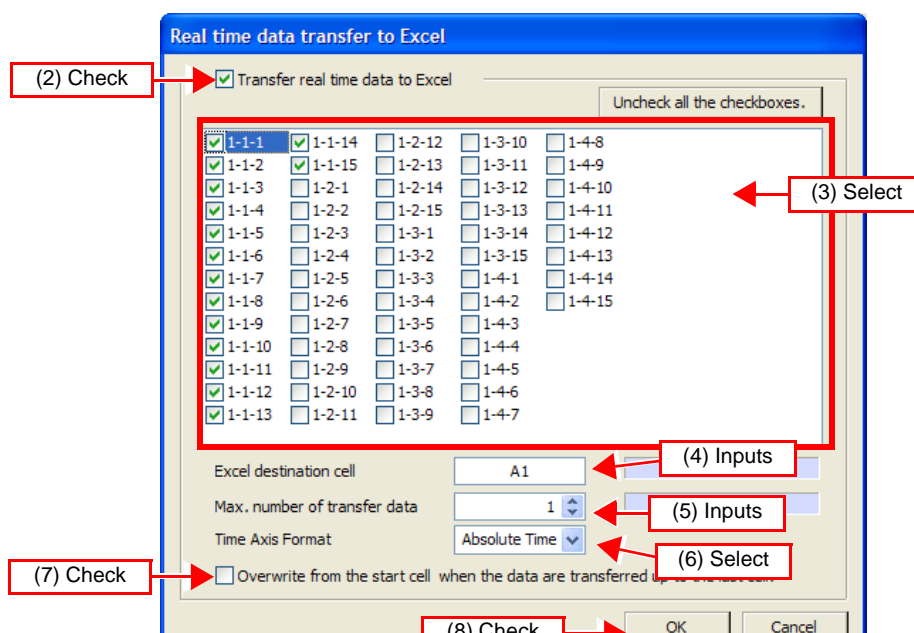 Real time data transfer to Excel
(2) Check
Transfer real time data to Excel
Uncheck all the checkboxes.
1-1-1 1-1-14 1-2-12 1-3-10 1-4-8
1-1-2 1-1-15 1-2-13 1-3-11 1-4-9
1-1-3 1-2-1 1-2-14 1-3-12 1-4-10
(3) Select
1-1-4 1-2-2 1-2-15 1-3-13 1-4-11
1-1-5 1-2-3 1-3-1 1-3-14 1-4-12
1-1-6 1-2-4 1-3-2 1-3-15 1-4-13
1-1-7 1-2-5 1-3-3 1-4-1 1-4-14
1-1-8 1-2-6 1-3-4 1-4-2 1-4-15
1-1-9 1-2-7 1-3-5 1-4-3
1-1-10 1-2-8 1-3-6 1-4-4
1-1-11 1-2-9 1-3-7 1-4-5
1-1-12 1-2-10 1-3-8 1-4-6
1-1-13 1-2-11 1-3-9 1-4-7
Excel destination cell A1 (4) Inputs
Max. number of transfer data 1 (5) Inputs
Time Axis Format Absolute Time (6) Select
(7) Check
Overwrite from the start cell when the data are transferred
(8) Check
OK Cancel